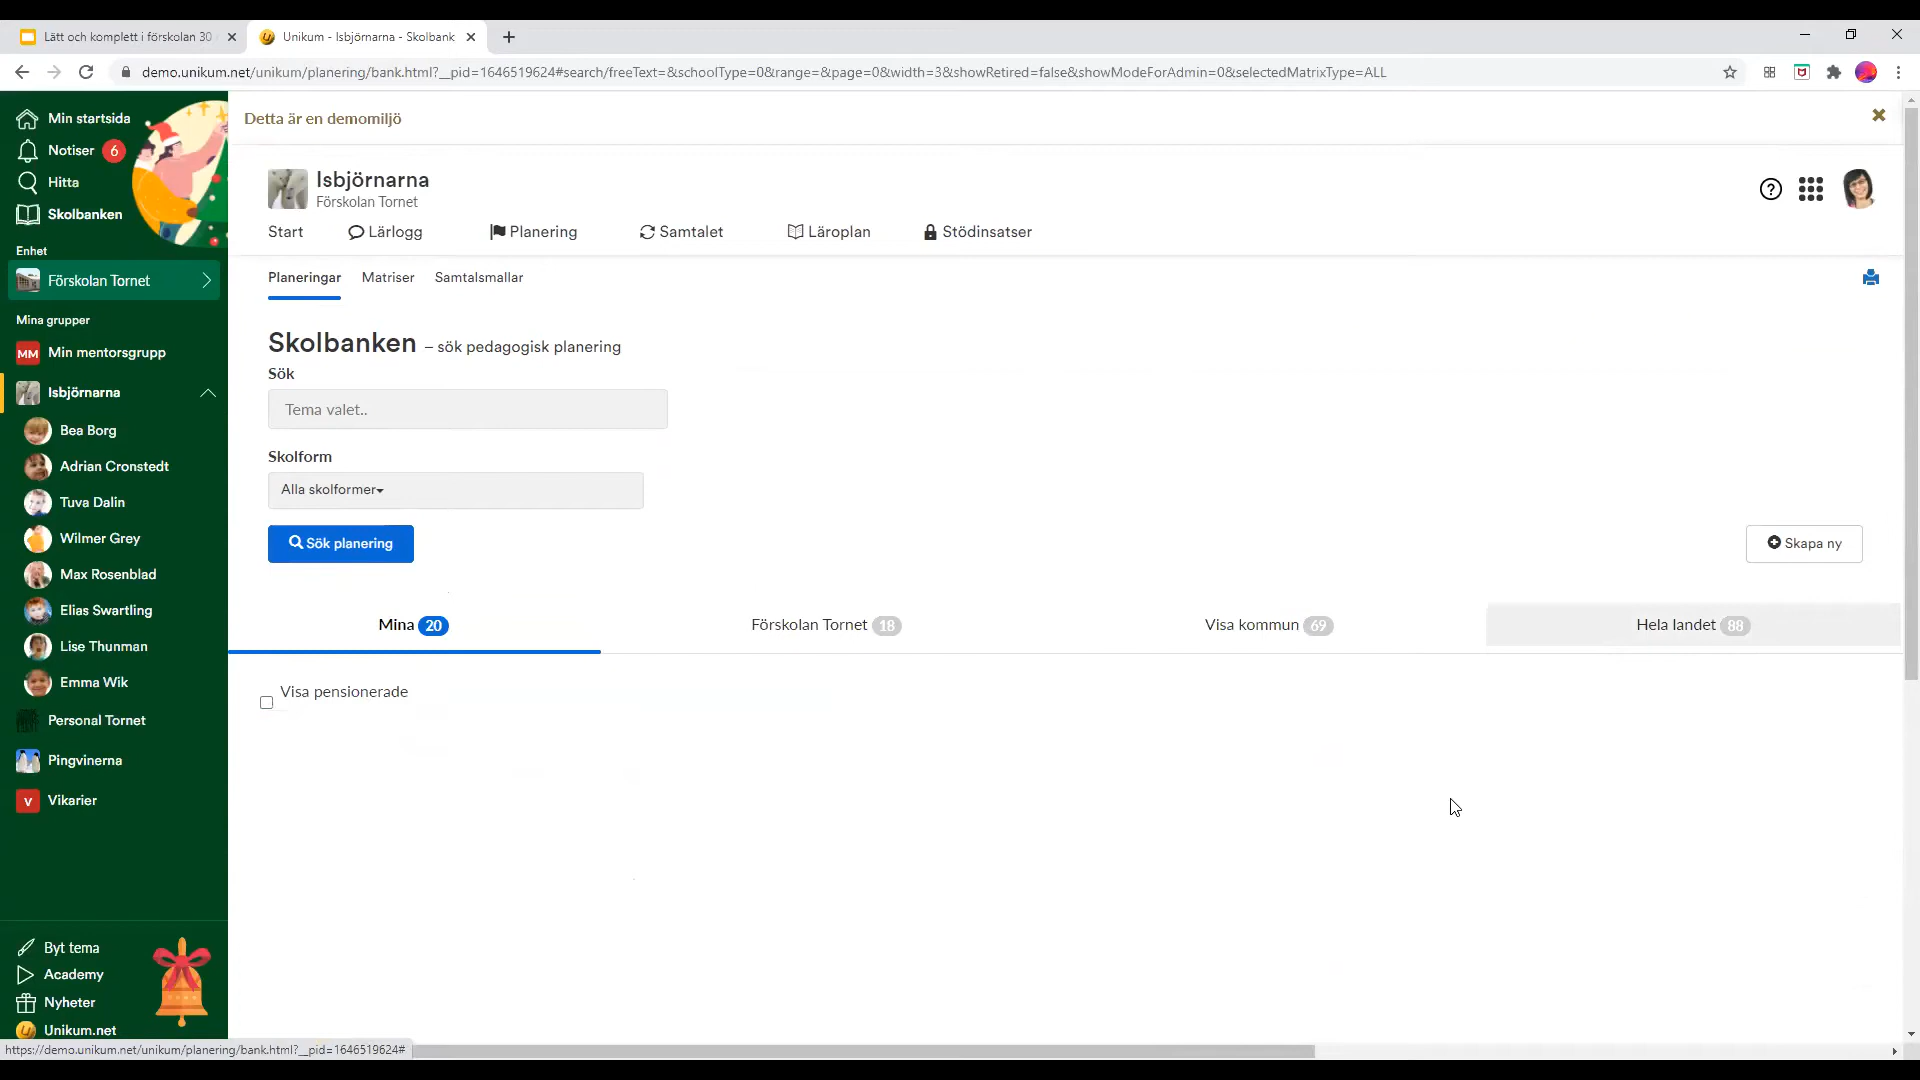 Lätt och komplett i förskolan 30
Unikum - Isbjörnarna - Skolbank
demo.unikum.net/unikum/planering/bank.html?__pid=1646519624#search/freeText=&schoolType=0&range=&page=0&width=3&showRetired=false&showModeForAdmin=0&selectedMatrixType=ALL
Min startsida
Notiser 6
Hitta
Skolbanken
Enhet
Förskolan Tornet
Mina grupper
MM Min mentorsgrupp
Isbjörnarna
Bea Borg
Adrian Cronstedt
Tuva Dalin
Wilmer Grey
Max Rosenblad
Elias Swartling
Lise Thunman
Emma Wik
Personal Tornet
Pingvinerna
V Vikarier
Byt tema
Academy
Nyheter
Unikum.net
Detta är en demomiljö
Isbjörnarna
Förskolan Tornet
Start Lärlogg Planering Samtalet Läroplan Stödinsatser
Planeringar Matriser Samtalsmallar
Skolbanken – sök pedagogisk planering
Sök
Tema valet..
Skolform
Alla skolformer
Sök planering
Skapa ny
Mina 20 Förskolan Tornet 18 Visa kommun 69 Hela landet 88
Visa pensionerade
https://demo.unikum.net/unikum/planering/bank.html?__pid=1646519624#